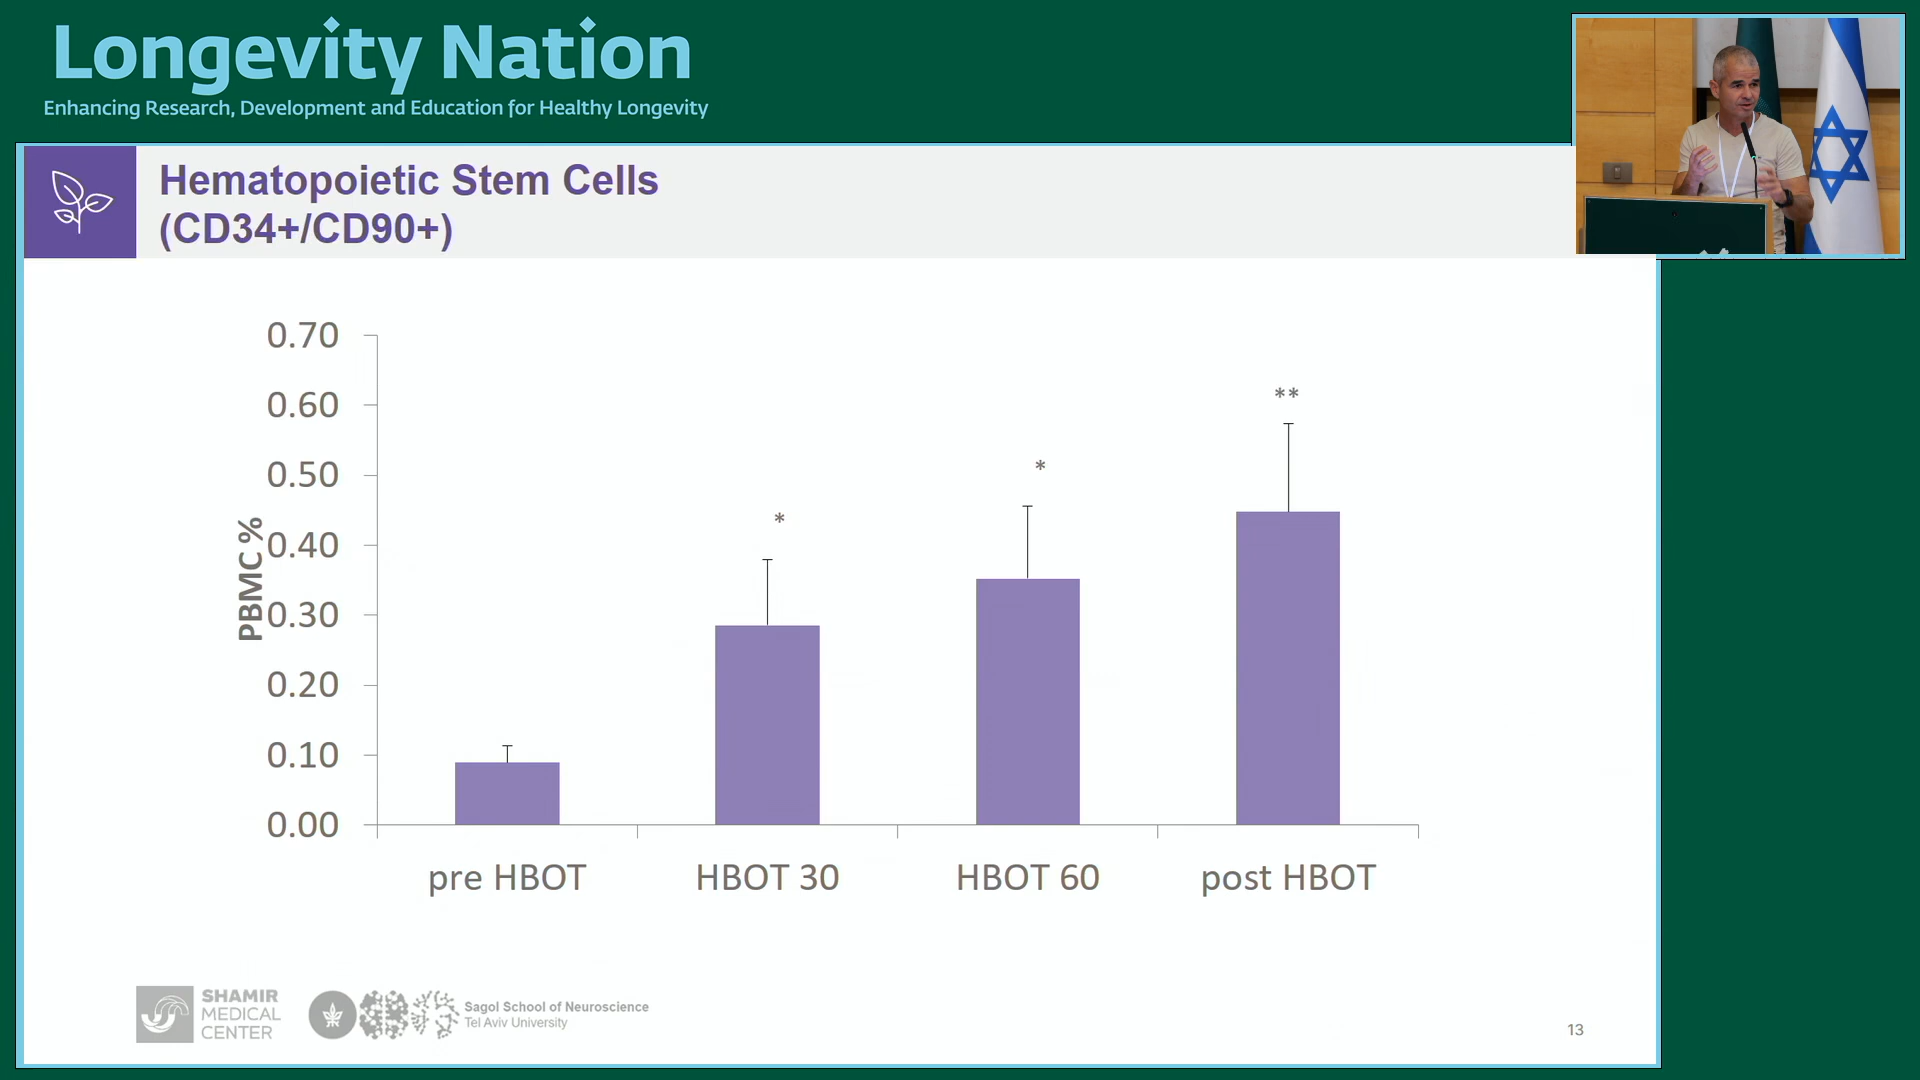 Longevity Nation
Enhancing Research, Development and Education for Healthy Longevity
Hematopoietic Stem Cells
(CD34+/CD90+)
0.70
0.60
0.50
0.40
0.30
0.20
0.10
0.00
PBMC %
*
*
**
pre HBOT
HBOT 30
HBOT 60
post HBOT
SHAMIR
MEDICAL
CENTER
Sagol School of Neuroscience
Tel Aviv University
13